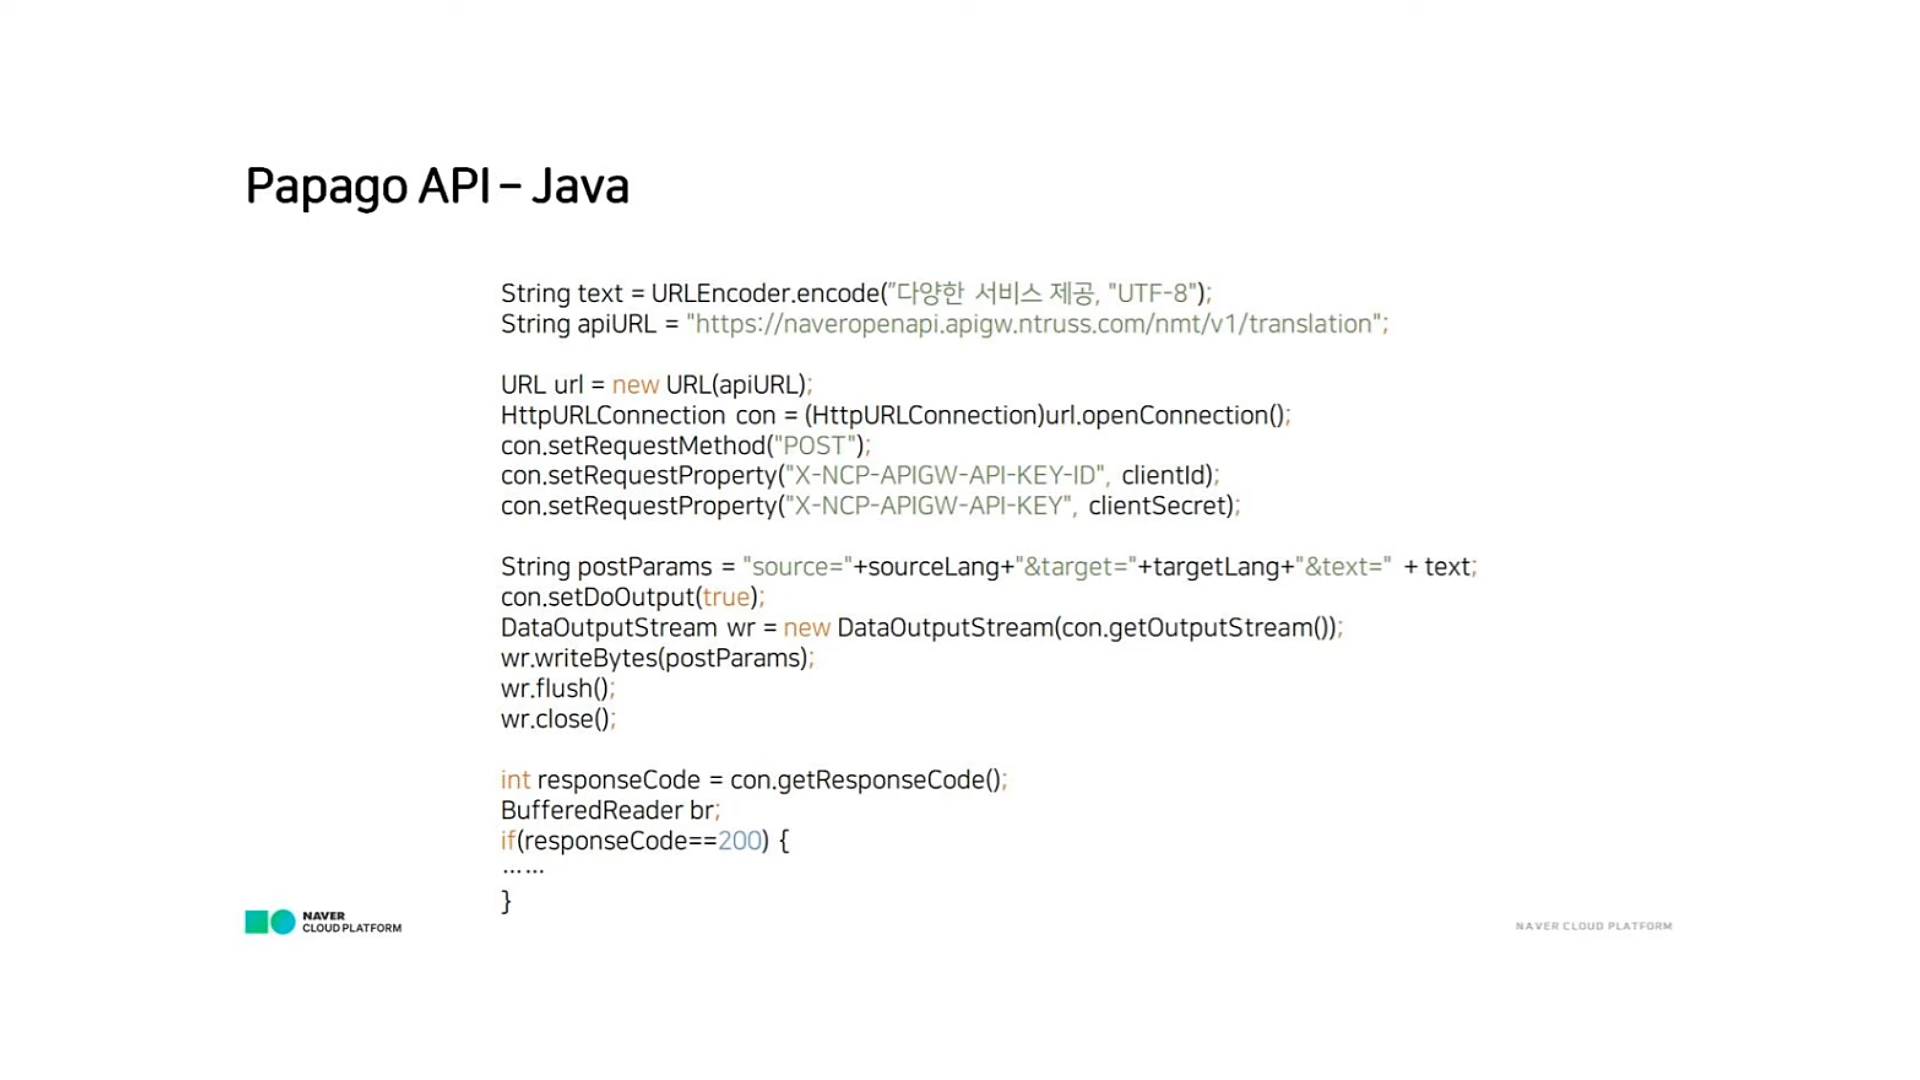 Papago API – Java
String text = URLEncoder.encode("다양한 서비스 제공, "UTF-8");
String apiURL = "https://naveropenapi.apigw.ntruss.com/nmt/v1/translation";
URL url = new URL(apiURL);
HttpURLConnection con = (HttpURLConnection)url.openConnection();
con.setRequestMethod("POST");
con.setRequestProperty("X-NCP-APIGW-API-KEY-ID", clientId);
con.setRequestProperty("X-NCP-APIGW-API-KEY", clientSecret);
String postParams = "source="+sourceLang+"&target="+targetLang+"&text=" + text;
con.setDoOutput(true);
DataOutputStream wr = new DataOutputStream(con.getOutputStream());
wr.writeBytes(postParams);
wr.flush();
wr.close();
int responseCode = con.getResponseCode();
BufferedReader br;
if(responseCode==200) {
……
}
NAVER
CLOUD PLATFORM
NAVER CLOUD PLATFORM